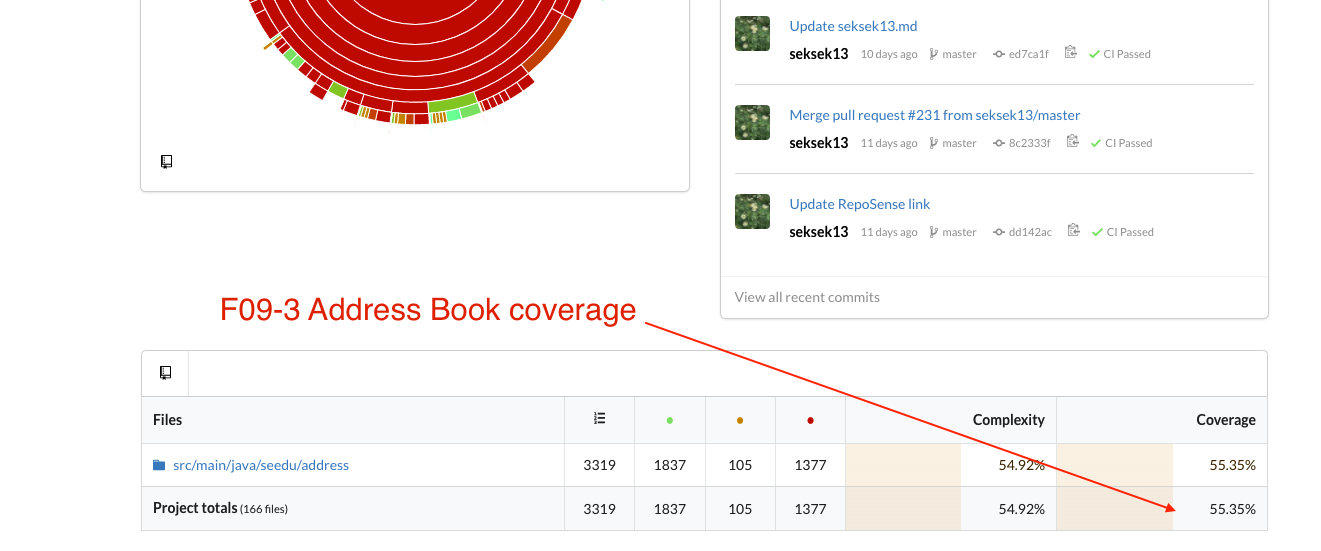 Update seksek13.md
seksek13 10 days ago master ed7ca1f CI Passed
Merge pull request #231 from seksek13/master
seksek13 11 days ago master 8c2333f CI Passed
Update RepoSense link
seksek13 11 days ago master dd142ac CI Passed
View all recent commits
F09-3 Address Book coverage
Files Complexity Coverage
src/main/java/seedu/address 3319 1837 105 1377 54.92% 55.35%
Project totals (166 files) 3319 1837 105 1377 54.92% 55.35%